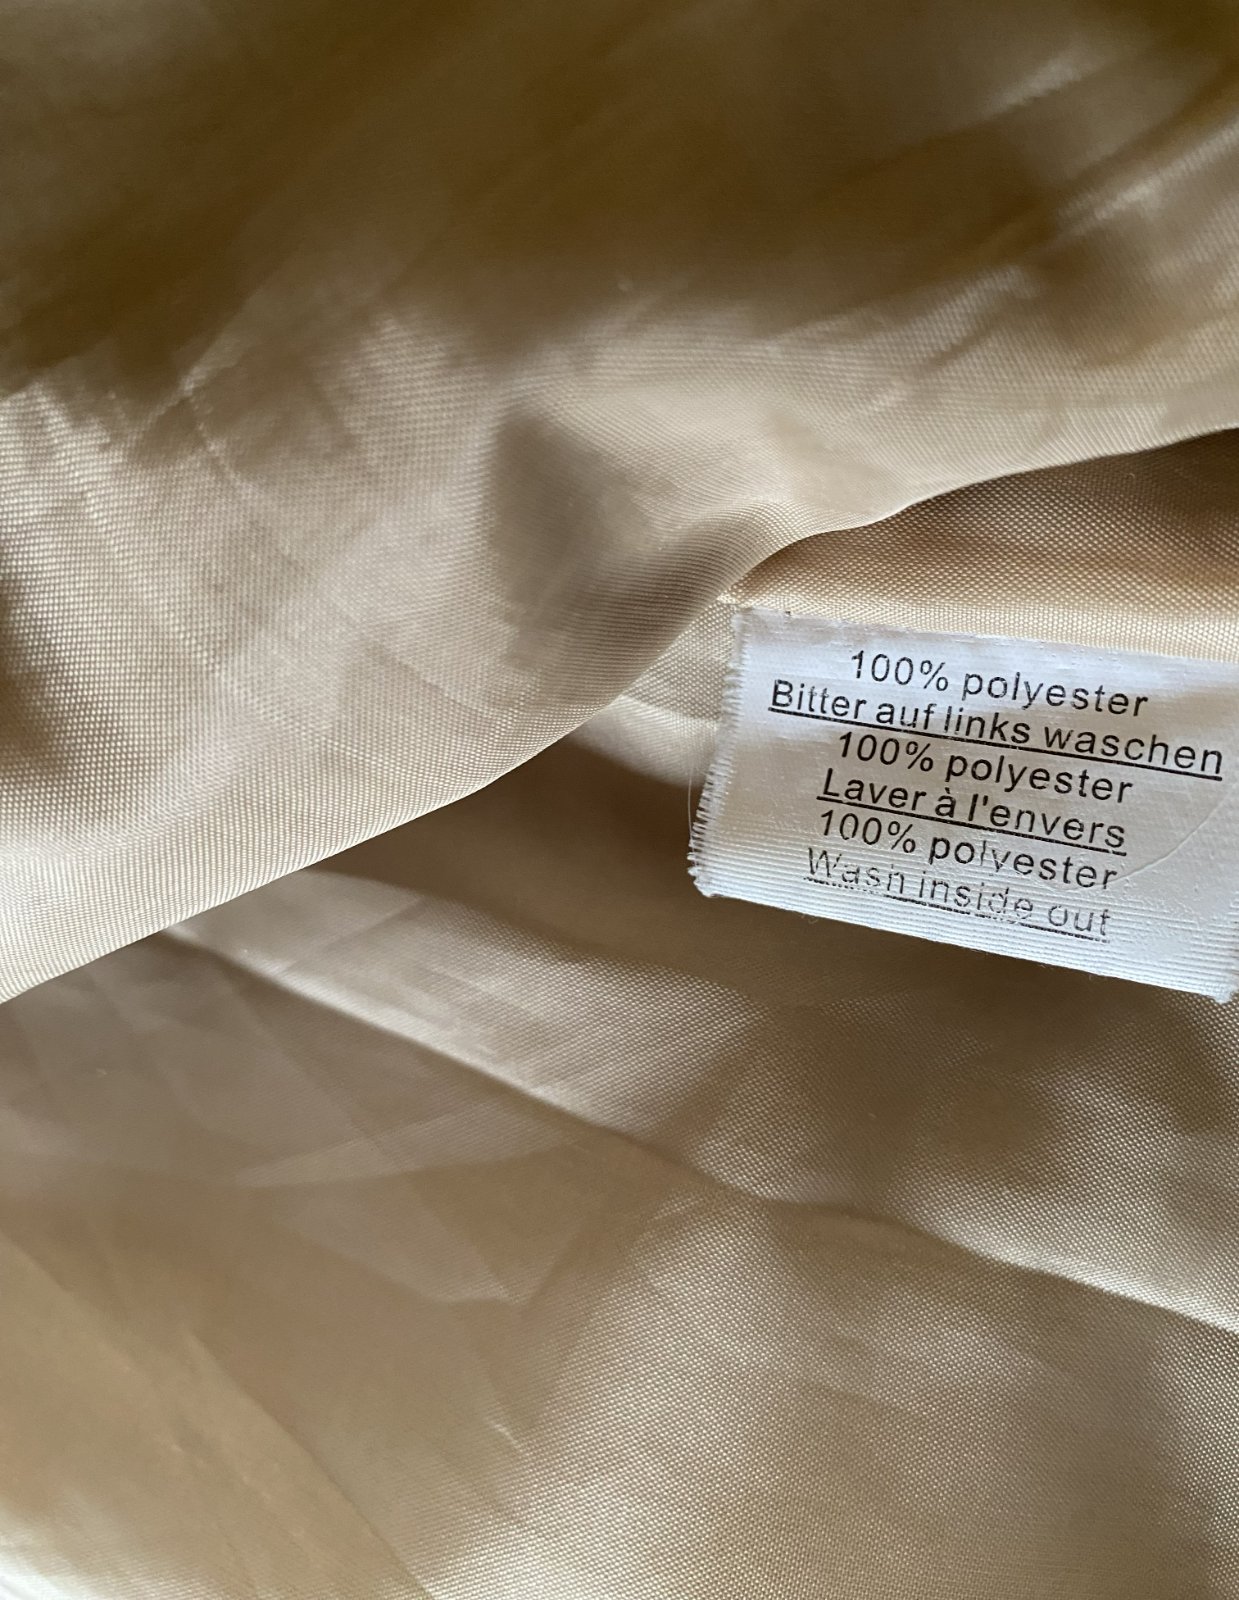 100% polyester
Bitter auf links waschen
100% polyester
Laver à l'envers
100% polyester
Wash inside out